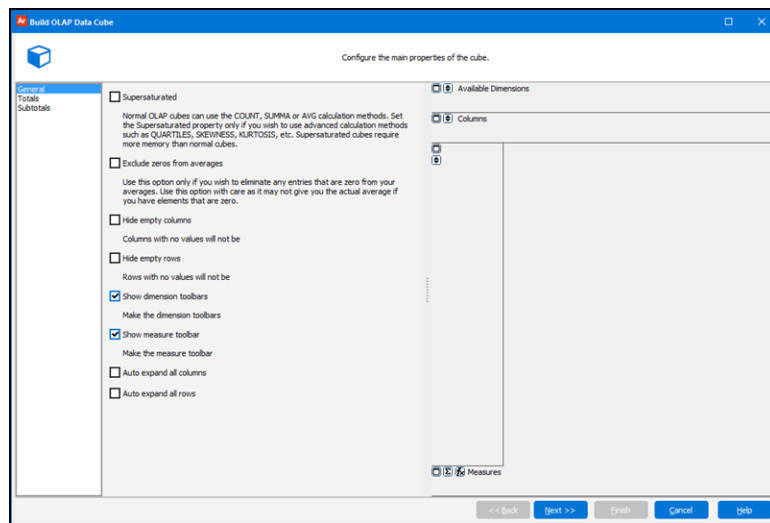 Build OLAP Data Cube
Configure the main properties of the cube.
General
Totals
Subtotals
Supersaturated
Normal OLAP cubes can use the COUNT, SUMMA or AVG calculation methods. Set
the Supersaturated property only if you wish to use advanced calculation methods
such as QUARTILES, SKEWNESS, KURTOSIS, etc. Supersaturated cubes require
more memory than normal cubes.
Exclude zeros from averages
Use this option only if you wish to eliminate any entries that are zero from your
averages. Use this option with care as it may not give you the actual average if
you have elements that are zero.
Hide empty columns
Columns with no values will not be
Hide empty rows
Rows with no values will not be
Show dimension toolbars
Make the dimension toolbars
Show measure toolbar
Make the measure toolbar
Auto expand all columns
Auto expand all rows
Available Dimensions
Columns
Σ fx Measures
<< Back Next >> Finish Cancel Help